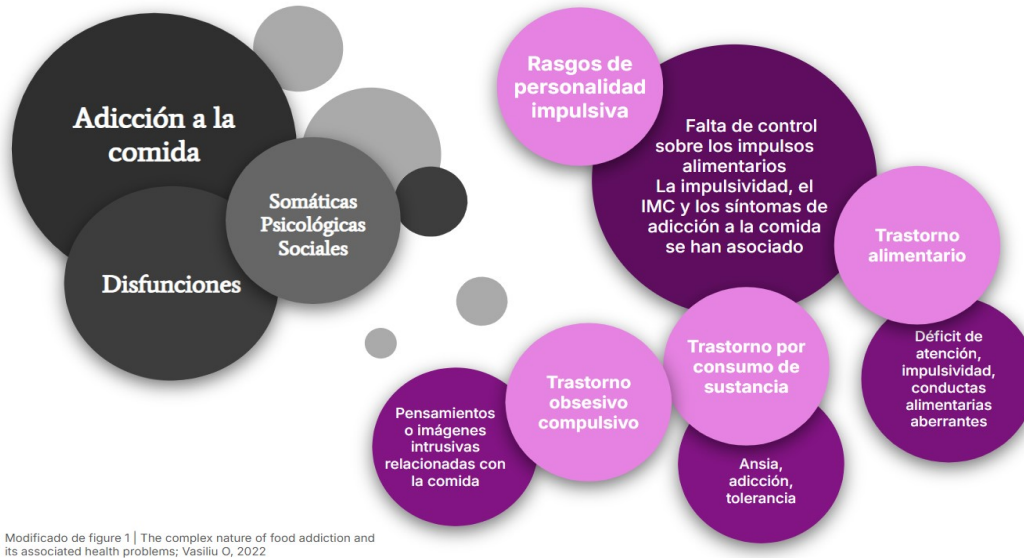 Adicción a la
comida
Disfunciones
Somáticas
Psicológicas
Sociales
Rasgos de
personalidad
impulsiva
Falta de control
sobre los impulsos
alimentarios
La impulsividad, el
IMC y los síntomas de
adicción a la comida
se han asociado
Trastorno
alimentario
Déficit de
atención,
impulsividad,
conductas
alimentarias
aberrantes
Trastorno por
consumo de
sustancia
Ansia,
adicción,
tolerancia
Trastorno
obsesivo
compulsivo
Pensamientos
o imágenes
intrusivas
relacionadas con
la comida
Modificado de figure 1 | The complex nature of food addiction and
its associated health problems; Vasiliu O, 2022